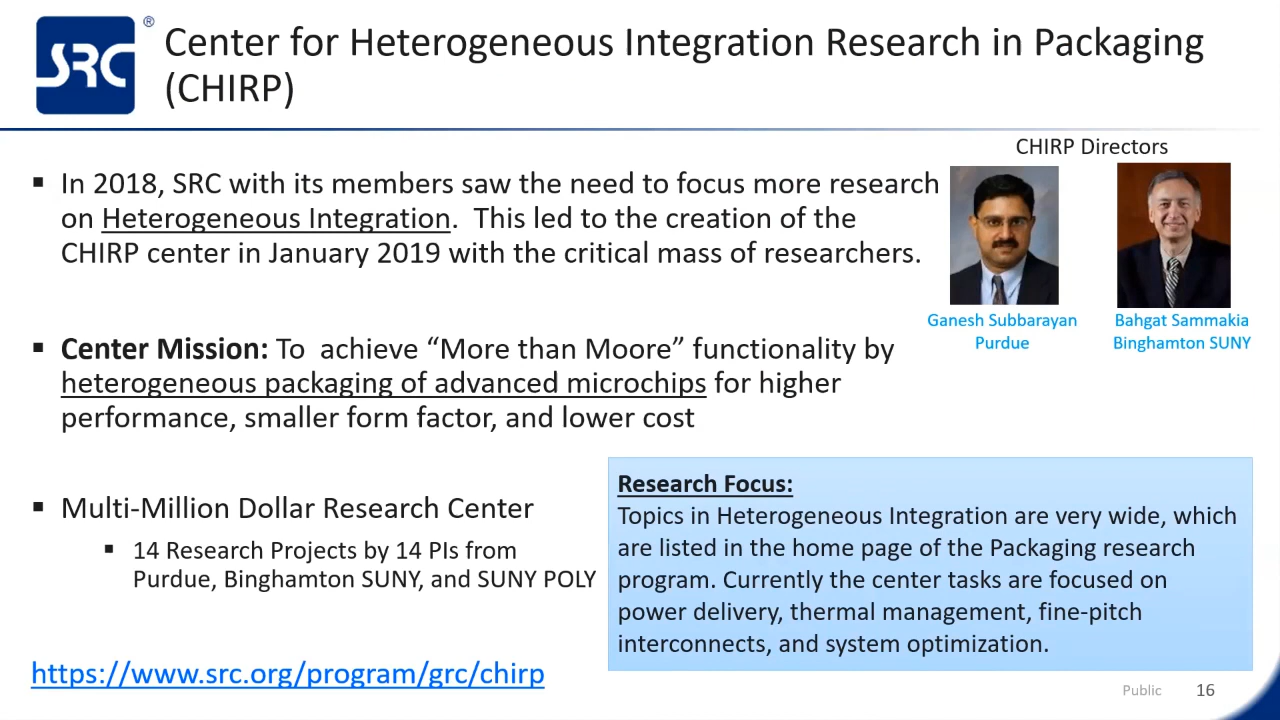 SRC®
Center for Heterogeneous Integration Research in Packaging
(CHIRP)
CHIRP Directors
▪ In 2018, SRC with its members saw the need to focus more research
on Heterogeneous Integration. This led to the creation of the
CHIRP center in January 2019 with the critical mass of researchers.
Ganesh Subbarayan
Purdue
Bahgat Sammakia
Binghamton SUNY
▪ Center Mission: To achieve “More than Moore” functionality by
heterogeneous packaging of advanced microchips for higher
performance, smaller form factor, and lower cost
▪ Multi-Million Dollar Research Center
▪ 14 Research Projects by 14 PIs from
Purdue, Binghamton SUNY, and SUNY POLY
Research Focus:
Topics in Heterogeneous Integration are very wide, which
are listed in the home page of the Packaging research
program. Currently the center tasks are focused on
power delivery, thermal management, fine-pitch
interconnects, and system optimization.
https://www.src.org/program/grc/chirp
Public 16